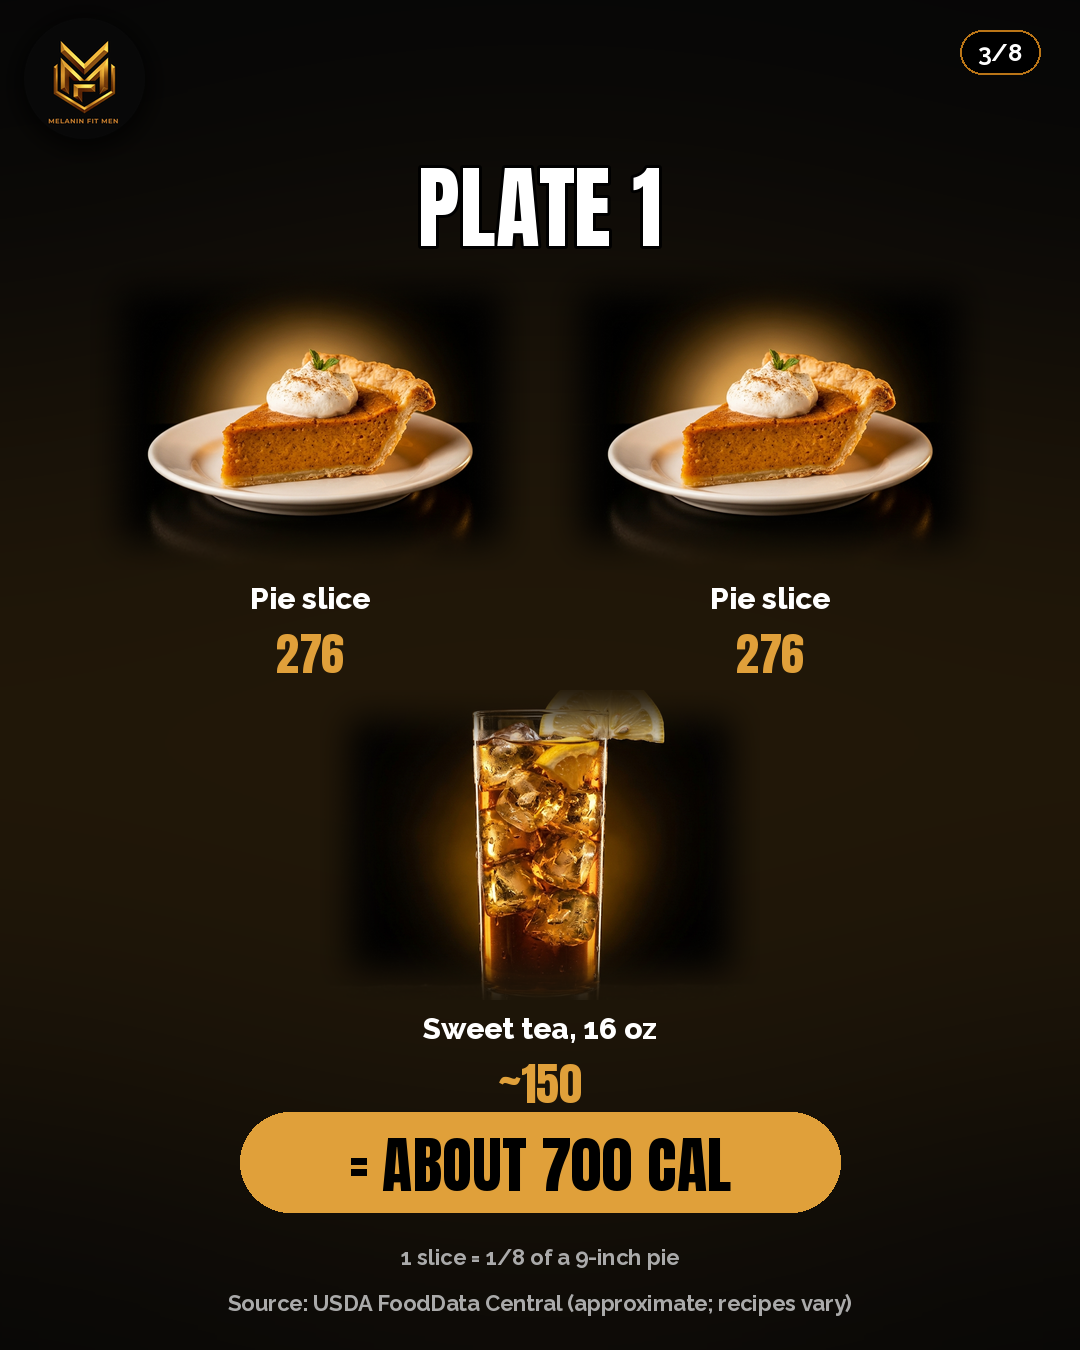 MELANIN FIT MEN
3/8
PLATE 1
Pie slice
276
Pie slice
276
Sweet tea, 16 oz
~150
= ABOUT 700 CAL
1 slice = 1/8 of a 9-inch pie
Source: USDA FoodData Central (approximate; recipes vary)